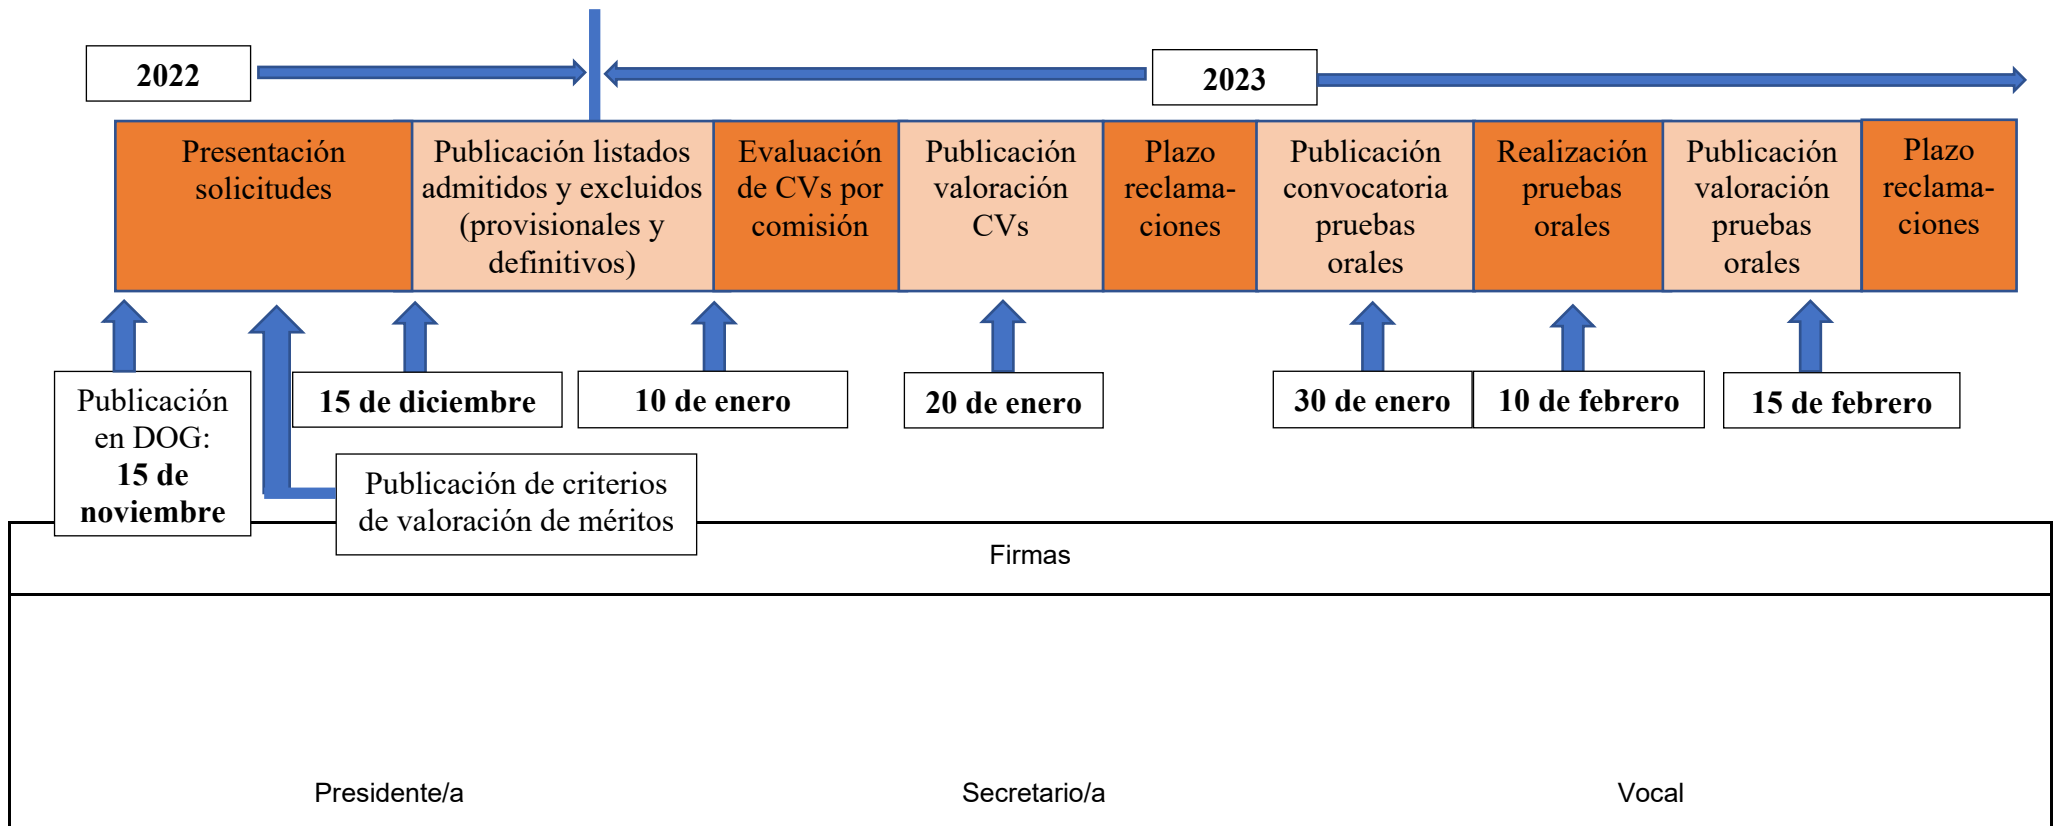 2022
2023
Presentación
solicitudes
Publicación listados
admitidos y excluidos
(provisionales y
definitivos)
Evaluación
de CVs por
comisión
Publicación
valoración
CVs
Plazo
reclama-
ciones
Publicación
convocatoria
pruebas
orales
Realización
pruebas
orales
Publicación
valoración
pruebas
orales
Plazo
reclama-
ciones
Publicación
en DOG:
15 de
noviembre
15 de diciembre
10 de enero
20 de enero
30 de enero
10 de febrero
15 de febrero
Publicación de criterios
de valoración de méritos
Firmas
Presidente/a
Secretario/a
Vocal